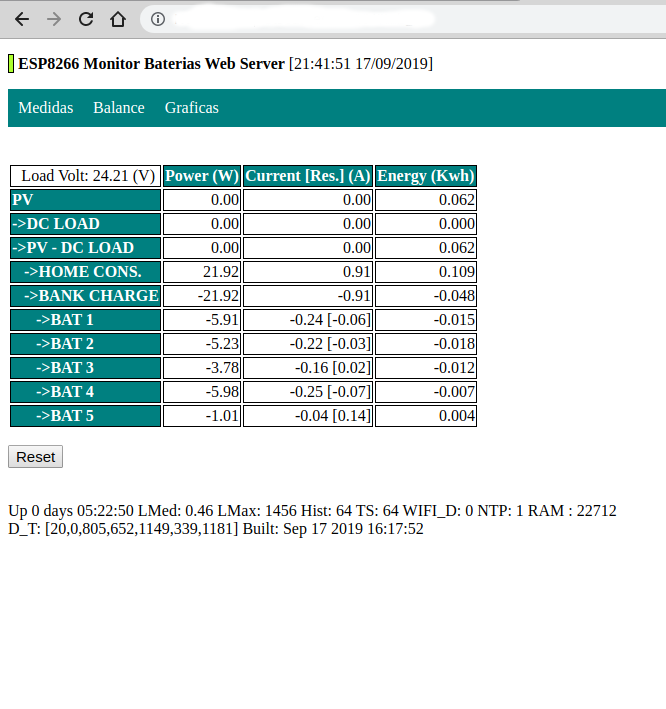 ESP8266 Monitor Baterias Web Server [21:41:51 17/09/2019]
Medidas Balance Graficas
Load Volt: 24.21 (V) Power (W) Current [Res.] (A) Energy (Kwh)
PV 0.00 0.00 0.062
->DC LOAD 0.00 0.00 0.000
->PV - DC LOAD 0.00 0.00 0.062
->HOME CONS. 21.92 0.91 0.109
->BANK CHARGE -21.92 -0.91 -0.048
->BAT 1 -5.91 -0.24 [-0.06] -0.015
->BAT 2 -5.23 -0.22 [-0.03] -0.018
->BAT 3 -3.78 -0.16 [0.02] -0.012
->BAT 4 -5.98 -0.25 [-0.07] -0.007
->BAT 5 -1.01 -0.04 [0.14] 0.004
Reset
Up 0 days 05:22:50 LMed: 0.46 LMax: 1456 Hist: 64 TS: 64 WIFI_D: 0 NTP: 1 RAM : 22712
D_T: [20,0,805,652,1149,339,1181] Built: Sep 17 2019 16:17:52